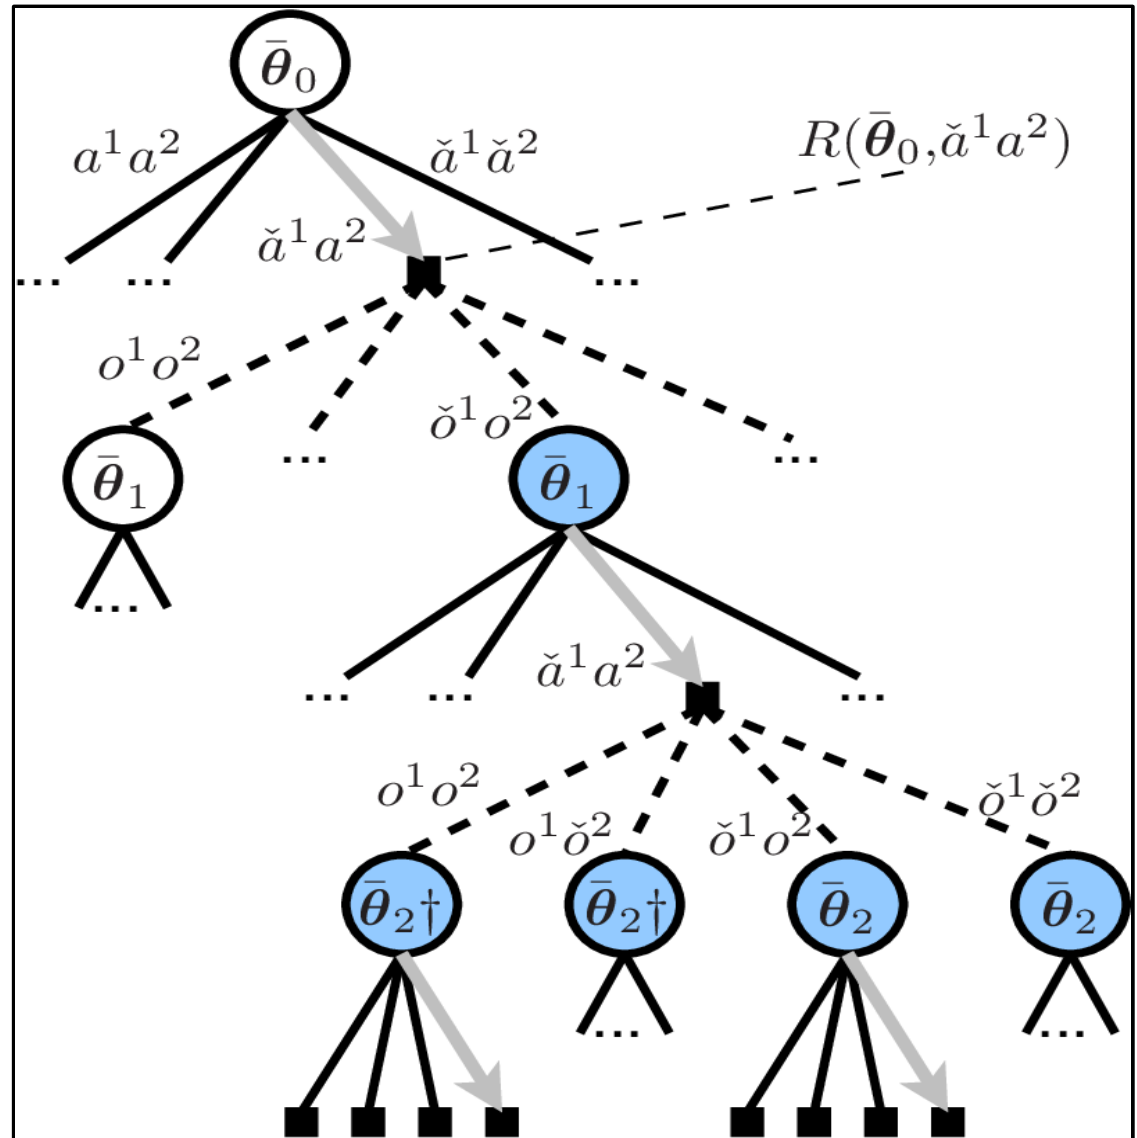 θ̄₀
a¹a²
ǎ¹ǎ²
R(θ̄₀,ǎ¹a²)
ǎ¹a²
... ... ...
o¹o²
ǒ¹o²
... ...
θ̄₁ θ̄₁
...
ǎ¹a²
... ... ...
o¹o²
ǒ¹ǒ²
o¹ǒ² ǒ¹o²
θ̄₂† θ̄₂† θ̄₂ θ̄₂
... ...